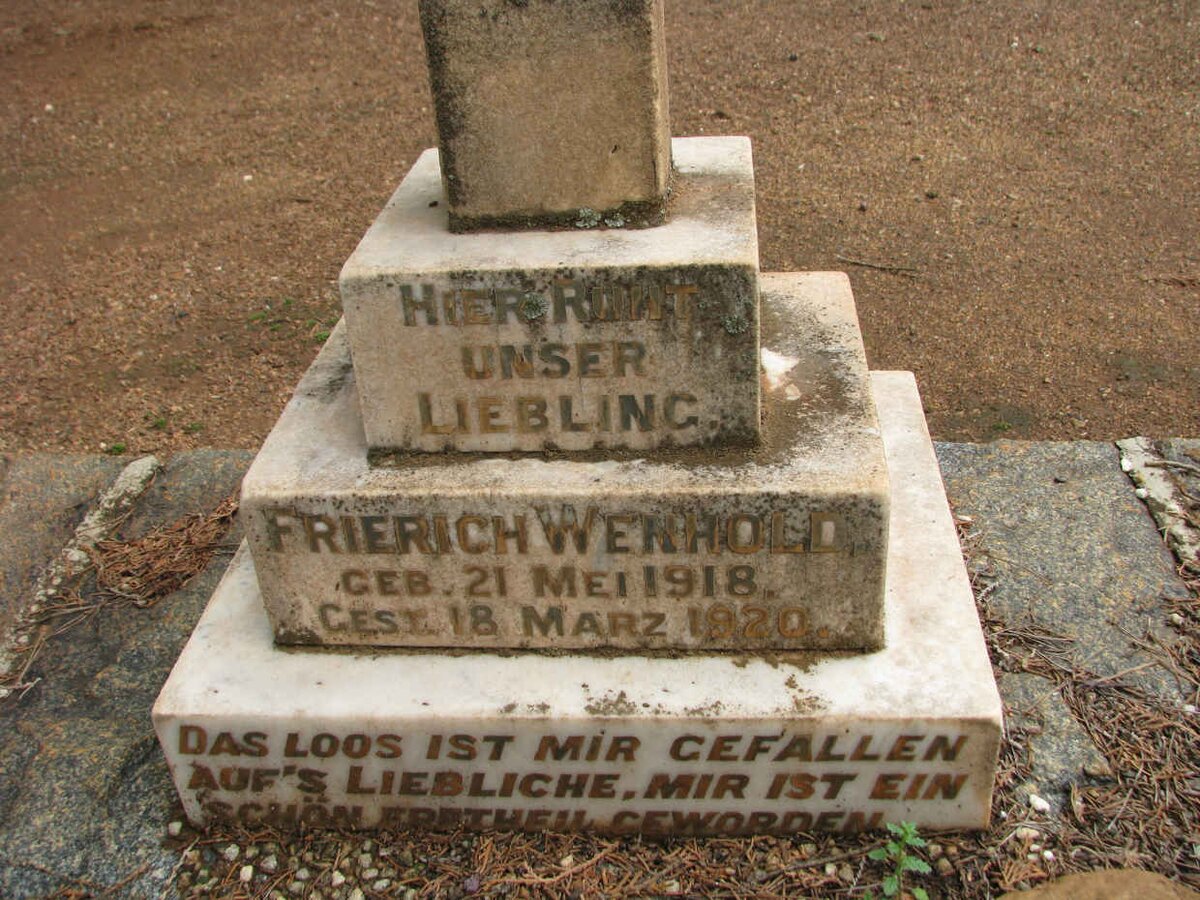 HIER RUHT
UNSER
LIEBLING.
FRIERICH WENHOLD,
GEB. 21 MEI 1918.
GEST. 18 MARZ 1920.
DAS LOOS IST MIR GEFALLEN
AUF'S LIEBLICHE, MIR IST EIN
SCHÖN ERBTHEIL GEWORDEN.